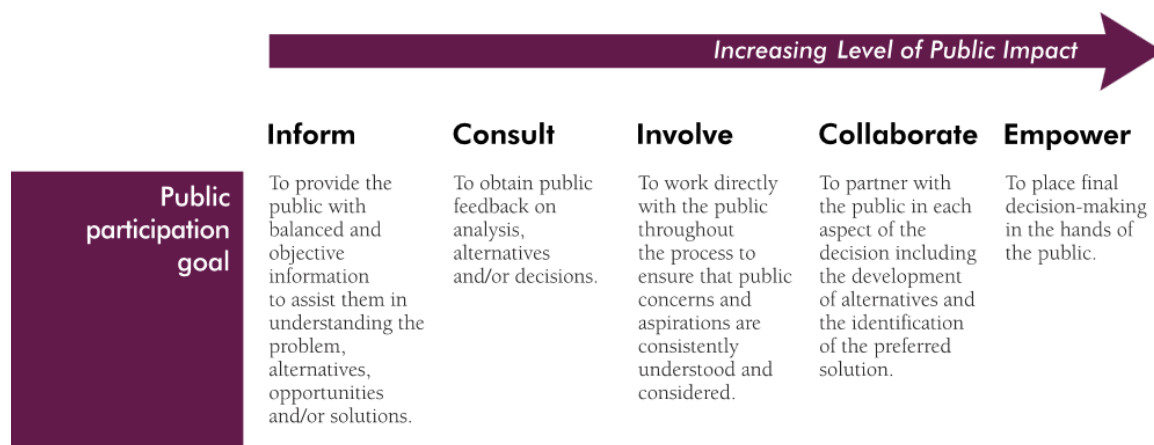 Increasing Level of Public Impact
Inform
Consult
Involve
Collaborate
Empower
Public
participation
goal
To provide the
public with
balanced and
objective
information
to assist them in
understanding the
problem,
alternatives,
opportunities
and/or solutions.
To obtain public
feedback on
analysis,
alternatives
and/or decisions.
To work directly
with the public
throughout
the process to
ensure that public
concerns and
aspirations are
consistently
understood and
considered.
To partner with
the public in each
aspect of the
decision including
the development
of alternatives and
the identification
of the preferred
solution.
To place final
decision-making
in the hands of
the public.